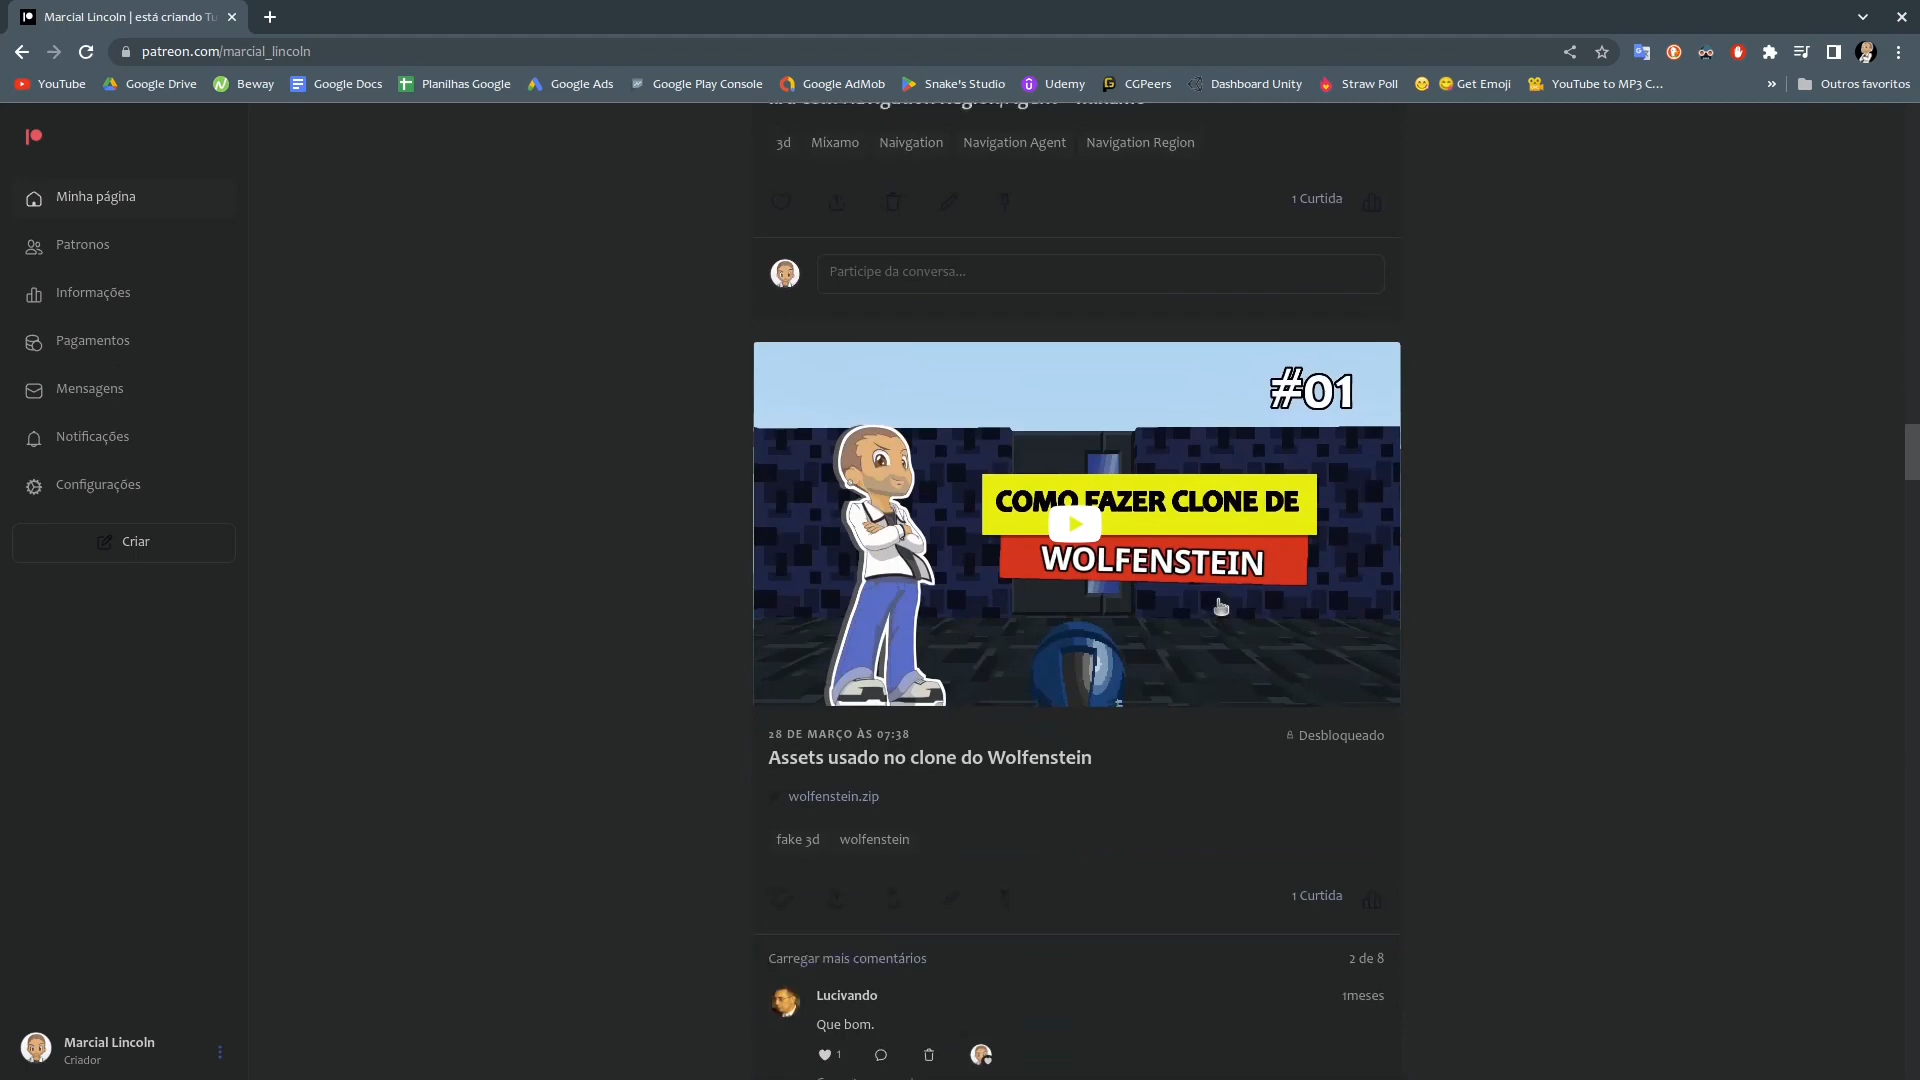 Marcial Lincoln | está criando Tu
patreon.com/marcial_lincoln
YouTube
Google Drive
Beway
Google Docs
Planilhas Google
Google Ads
Google Play Console
Google AdMob
Snake's Studio
Udemy
CGPeers
Dashboard Unity
Straw Poll
Get Emoji
YouTube to MP3 C...
»
Outros favoritos
3d
Mixamo
Naivgation
Navigation Agent
Navigation Region
Minha página
Patronos
Informações
Pagamentos
Mensagens
Notificações
Configurações
Criar
Marcial Lincoln
Criador
1 Curtida
Participe da conversa...
#01
COMO FAZER CLONE DE
WOLFENSTEIN
28 DE MARÇO ÀS 07:38
Desbloqueado
Assets usado no clone do Wolfenstein
wolfenstein.zip
fake 3d
wolfenstein
1 Curtida
Carregar mais comentários
2 de 8
Lucivando
1meses
Que bom.
1